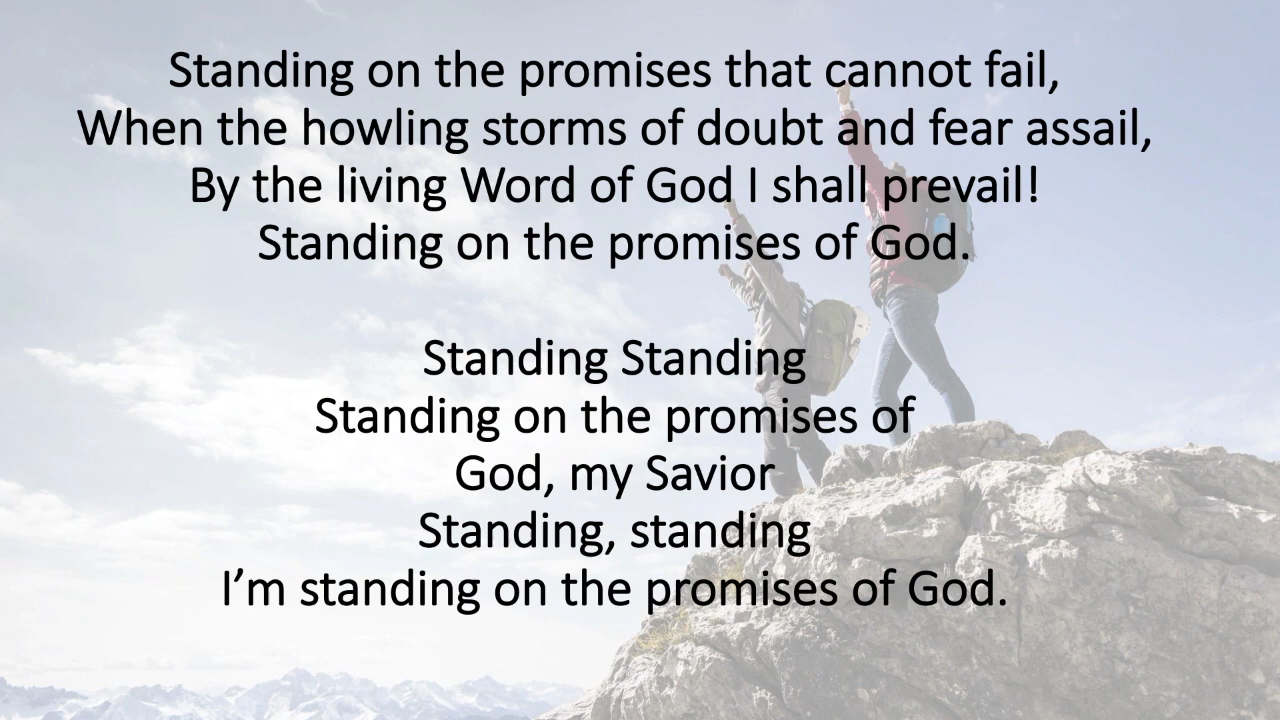 Standing on the promises that cannot fail,
When the howling storms of doubt and fear assail,
By the living Word of God I shall prevail!
Standing on the promises of God.
Standing Standing
Standing on the promises of
God, my Savior
Standing, standing
I’m standing on the promises of God.